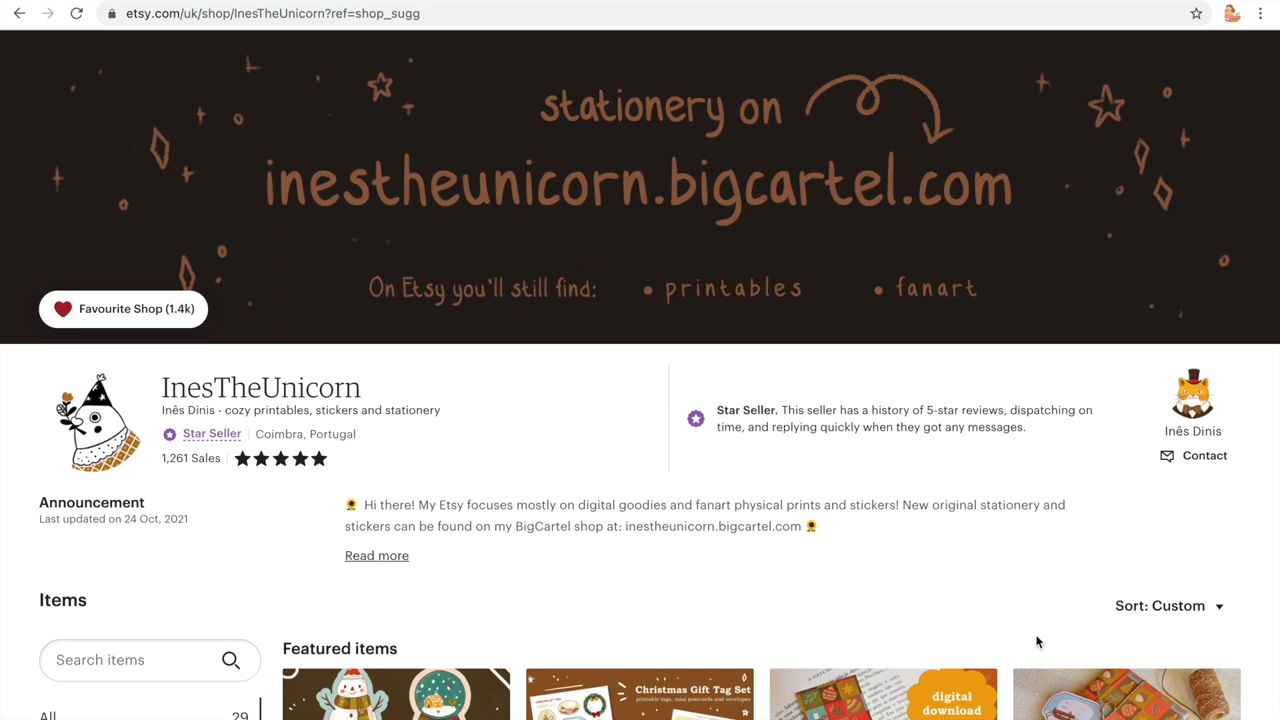 etsy.com/uk/shop/InesTheUnicorn?ref=shop_sugg
stationery on
inestheunicorn.bigcartel.com
On Etsy you'll still find: • printables • fanart
Favourite Shop (1.4k)
InesTheUnicorn
Inês Dinis - cozy printables, stickers and stationery
Star Seller | Coimbra, Portugal
1,261 Sales
Star Seller. This seller has a history of 5-star reviews, dispatching on
time, and replying quickly when they got any messages.
Inês Dinis
Contact
Announcement
Last updated on 24 Oct, 2021
🌻 Hi there! My Etsy focuses mostly on digital goodies and fanart physical prints and stickers! New original stationery and
stickers can be found on my BigCartel shop at: inestheunicorn.bigcartel.com 🌻
Read more
Items
Sort: Custom
Search items
Featured items
All 29
Christmas Gift Tag Set
printable tags, mini postcards and envelopes
digital
download